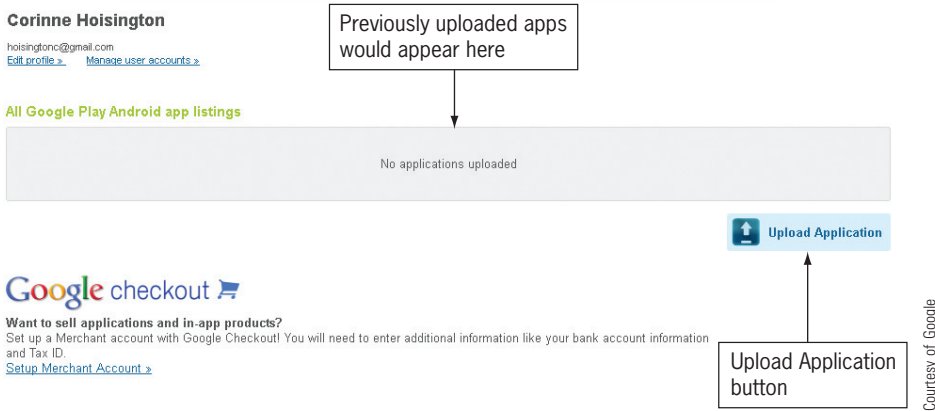 Corinne Hoisington
hoisingtonc@gmail.com
Edit profile » Manage user accounts »
Previously uploaded apps
would appear here
All Google Play Android app listings
No applications uploaded
Upload Application
Google checkout
Want to sell applications and in-app products?
Set up a Merchant account with Google Checkout! You will need to enter additional information like your bank account information
and Tax ID.
Setup Merchant Account »
Upload Application
button
Courtesy of Google